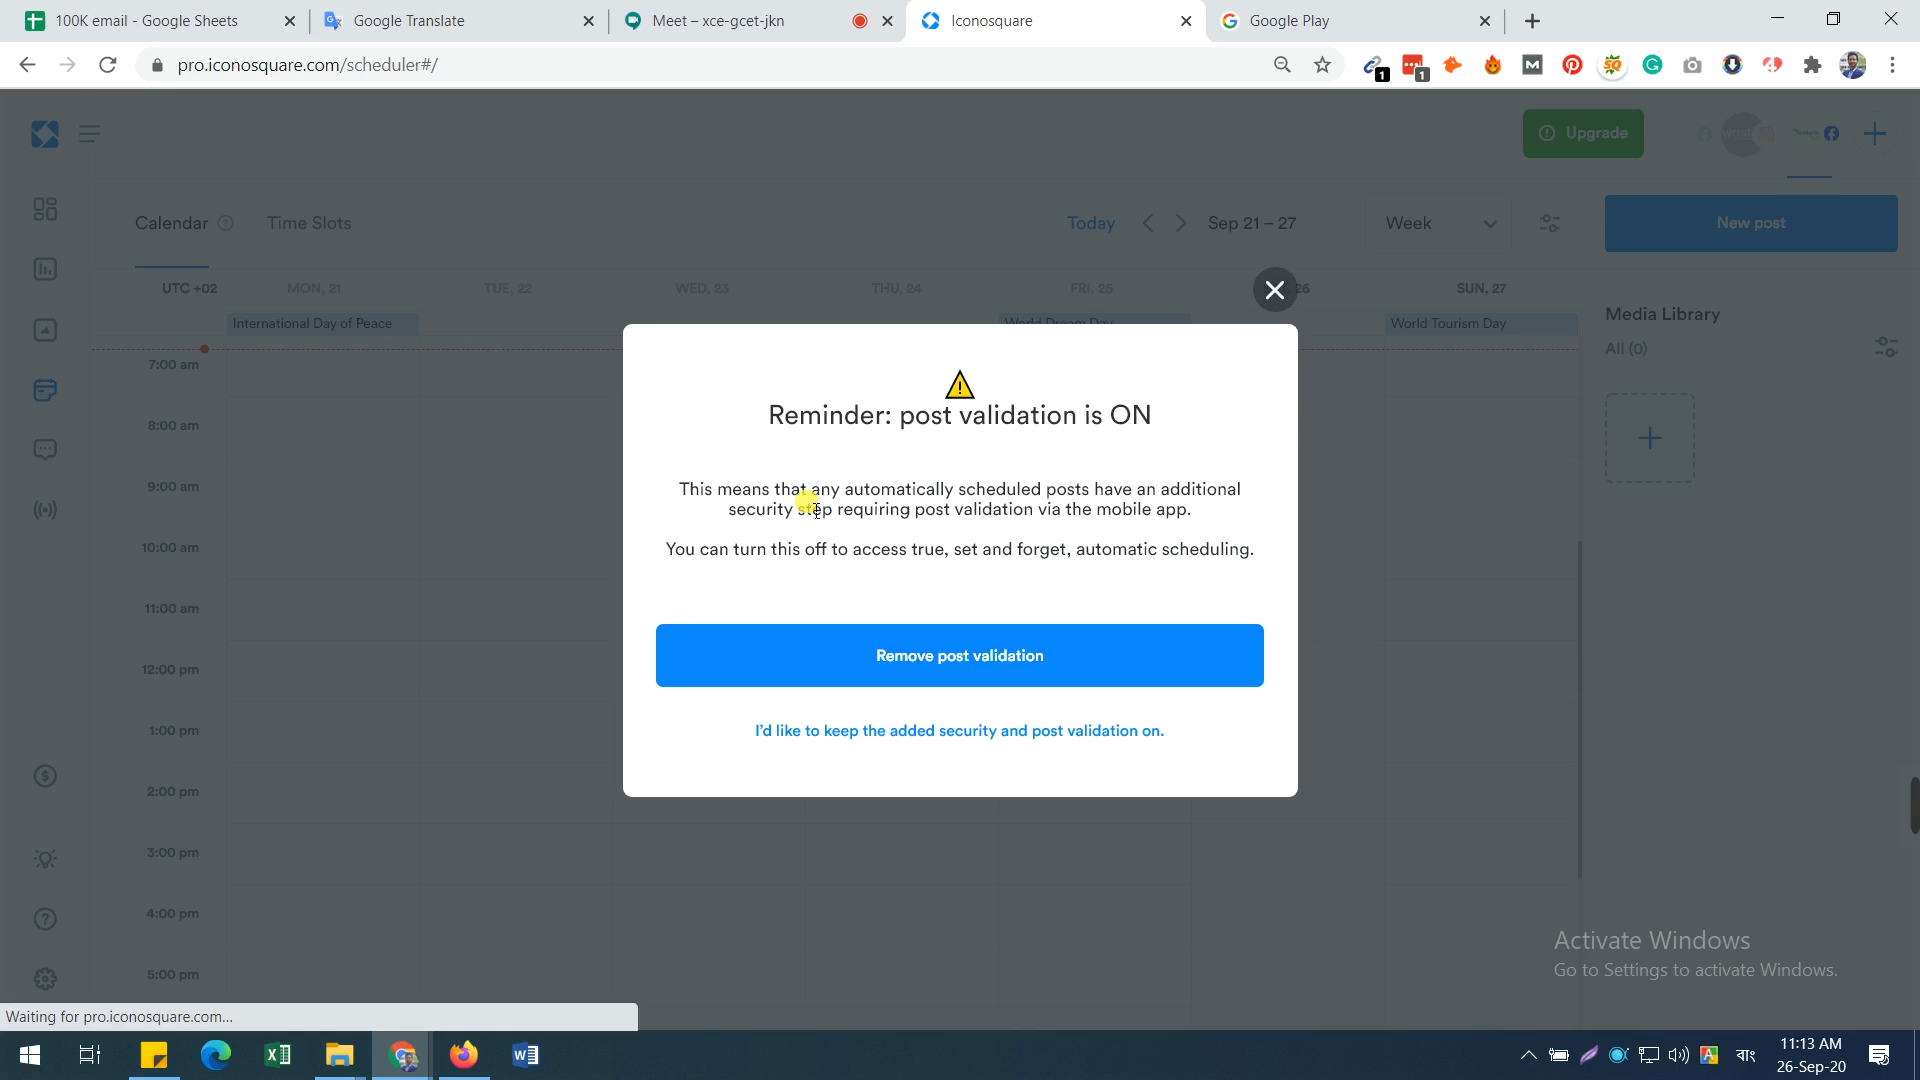 100K email - Google Sheets
Google Translate
Meet – xce-gcet-jkn
Iconosquare
Google Play
pro.iconosquare.com/scheduler#/
1
1
Upgrade
Calendar
Time Slots
Today
Sep 21 – 27
Week
New post
UTC +02
MON, 21
TUE, 22
WED, 23
THU, 24
FRI, 25
26
SUN, 27
International Day of Peace
World Dream Day
World Tourism Day
Media Library
All (0)
7:00 am
8:00 am
9:00 am
10:00 am
11:00 am
12:00 pm
1:00 pm
2:00 pm
3:00 pm
4:00 pm
5:00 pm
Reminder: post validation is ON
This means that any automatically scheduled posts have an additional
security step requiring post validation via the mobile app.
You can turn this off to access true, set and forget, automatic scheduling.
Remove post validation
I'd like to keep the added security and post validation on.
Activate Windows
Go to Settings to activate Windows.
Waiting for pro.iconosquare.com...
বাং
11:13 AM
26-Sep-20